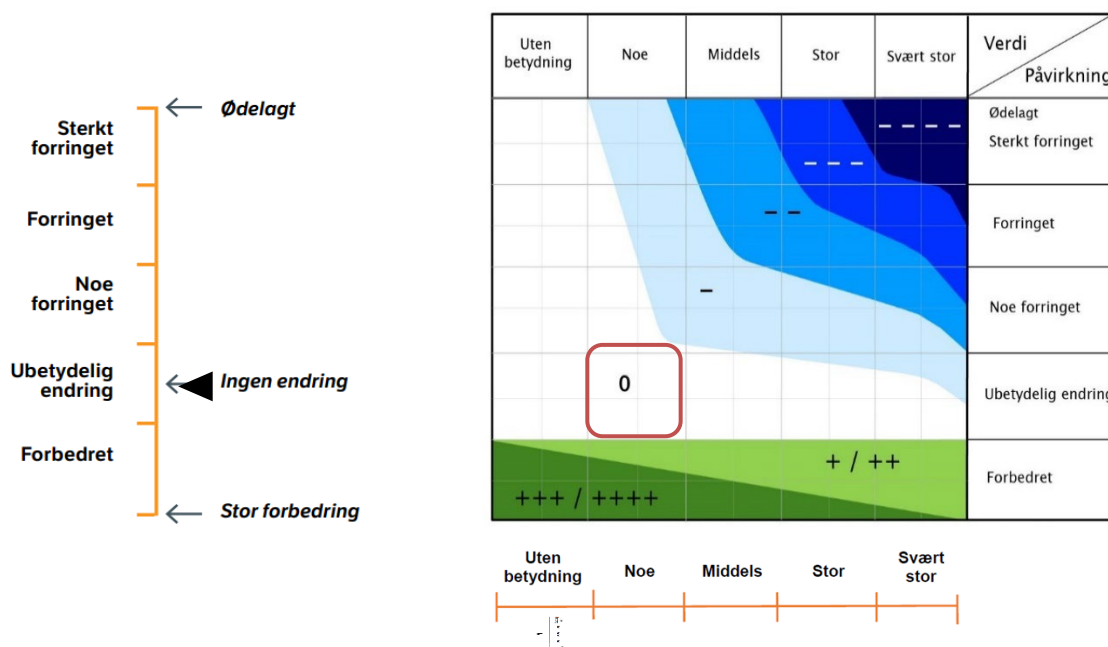 Ødelagt
Sterkt
forringet
Forringet
Noe
forringet
Ubetydelig
endring
Ingen endring
Forbedret
Stor forbedring
Uten
betydning
Noe
Middels
Stor
Svært stor
Verdi
Påvirkning
Ødelagt
Sterkt forringet
Forringet
Noe forringet
Ubetydelig endring
Forbedret
– – – –
– – –
– –
–
0
+ / ++
+++ / ++++
Uten
betydning
Noe
Middels
Stor
Svært
stor